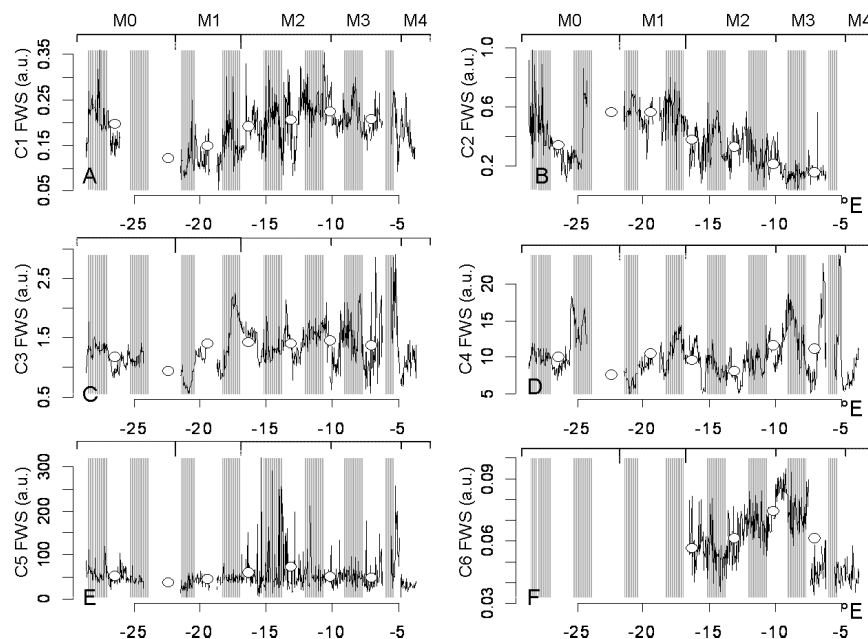 M0 M1 M2 M3 M4
M0 M1 M2 M3 M4
C1 FWS (a.u.)
0.35
0.25
0.15
0.05
A
-25 -20 -15 -10 -5
C2 FWS (a.u.)
1.0
0.6
0.2
B
-25 -20 -15 -10 -5
°E
C3 FWS (a.u.)
2.5
1.5
0.5
C
-25 -20 -15 -10 -5
C4 FWS (a.u.)
20
15
10
5
D
-25 -20 -15 -10 -5
°E
C5 FWS (a.u.)
300
200
100
50
0
E
-25 -20 -15 -10 -5
C6 FWS (a.u.)
0.09
0.06
0.03
F
-25 -20 -15 -10 -5
°E